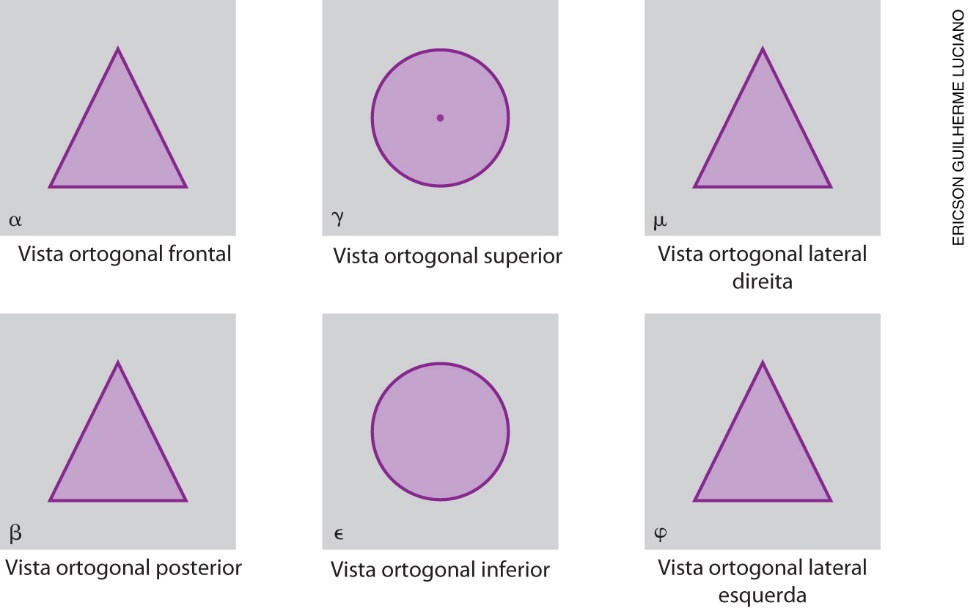 α
γ
μ
Vista ortogonal frontal
Vista ortogonal superior
Vista ortogonal lateral
direita
β
ϵ
φ
Vista ortogonal posterior
Vista ortogonal inferior
Vista ortogonal lateral
esquerda
ERICSON GUILHERME LUCIANO